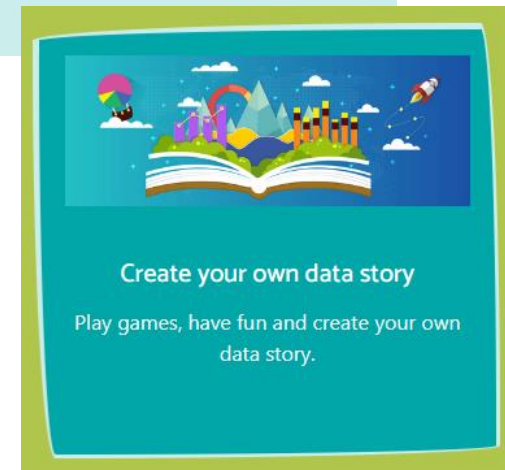 Create your own data story
Play games, have fun and create your own
data story.